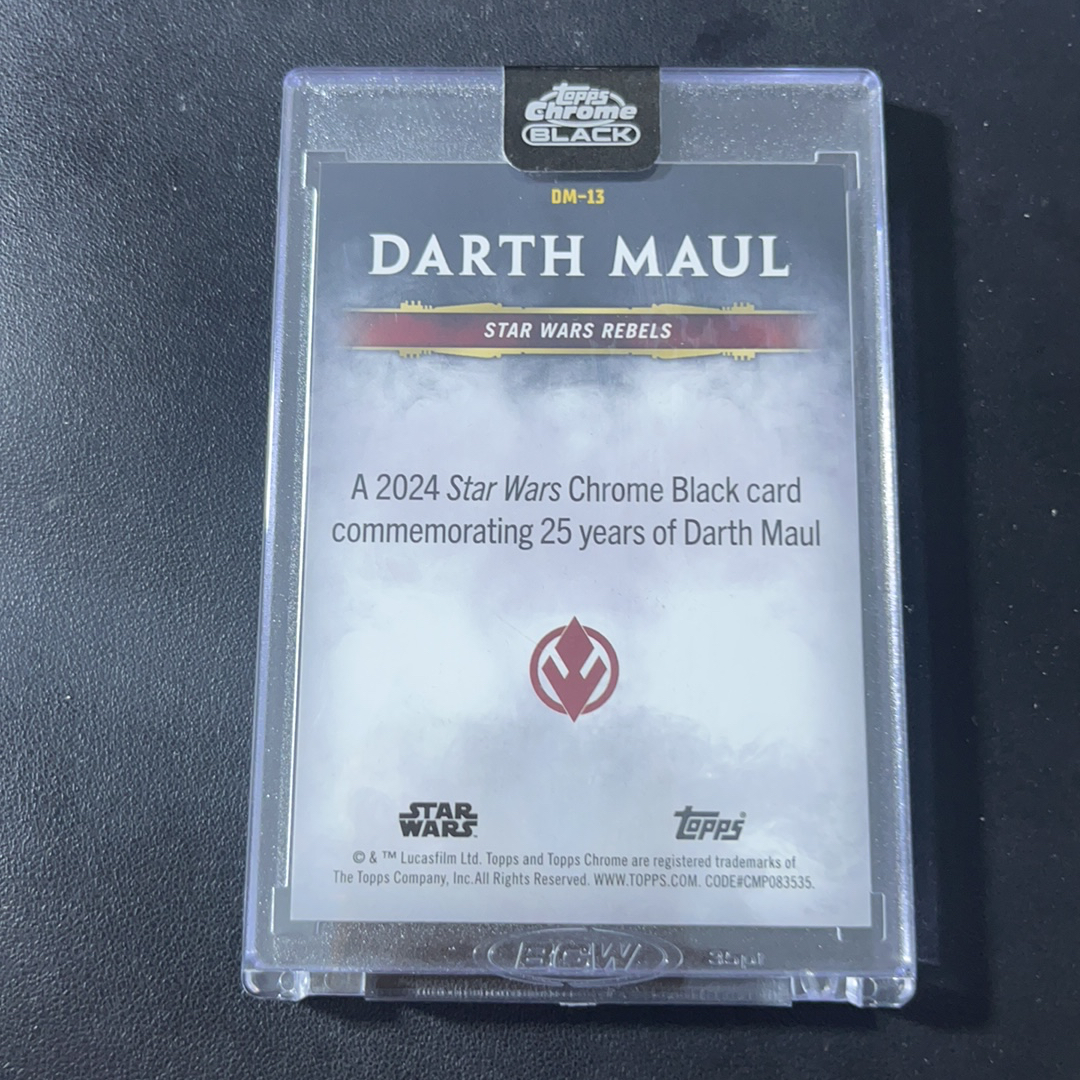 Topps
Chrome
BLACK
DM-13
DARTH MAUL
STAR WARS REBELS
A 2024 Star Wars Chrome Black card
commemorating 25 years of Darth Maul
STAR
WARS
topps
© & ™ Lucasfilm Ltd. Topps and Topps Chrome are registered trademarks of
The Topps Company, Inc.All Rights Reserved. WWW.TOPPS.COM. CODE#CMP083535.
BCW